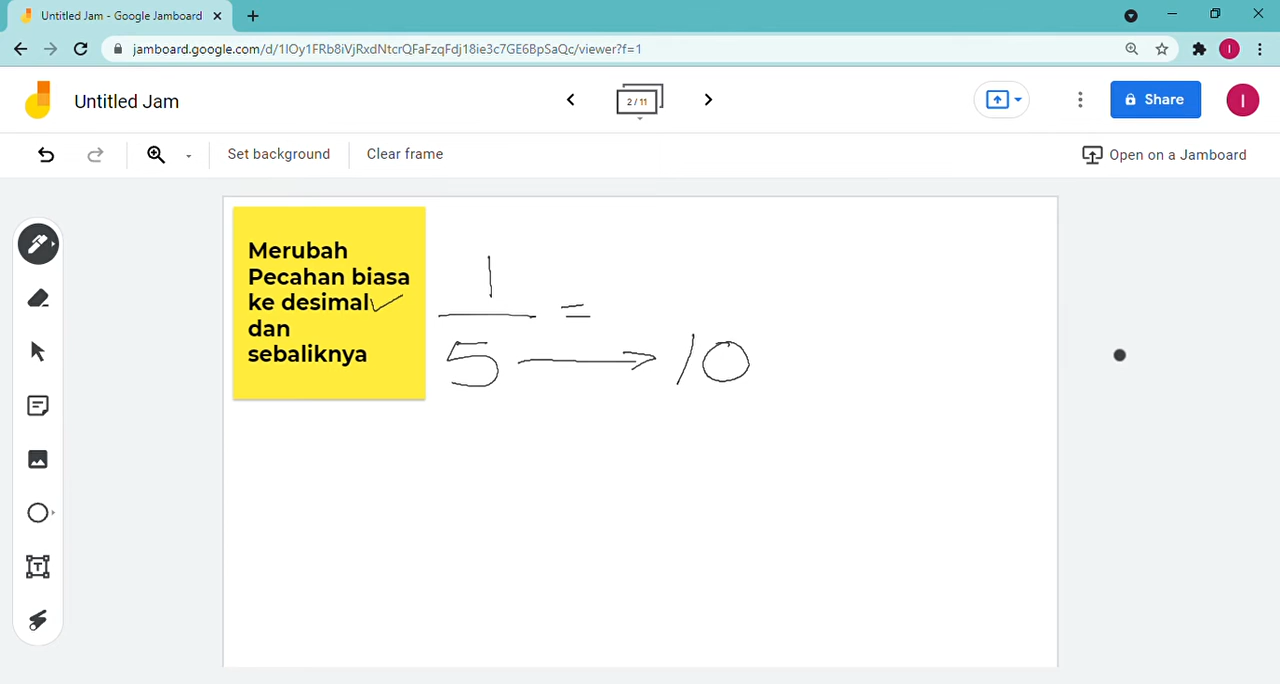 Untitled Jam - Google Jamboard
jamboard.google.com/d/1IOy1FRb8iVjRxdNtcrQFaFzqFdj18ie3c7GE6BpSaQc/viewer?f=1
I
Untitled Jam
2 / 11
Share
I
Set background
Clear frame
Open on a Jamboard
Merubah
Pecahan biasa
ke desimal
dan
sebaliknya
1
=
5 → 10
T